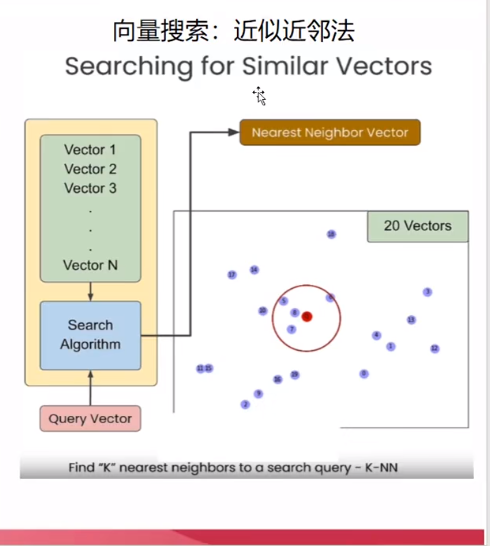 向量搜索：近似近邻法
Searching for Similar Vectors
Nearest Neighbor Vector
Vector 1
Vector 2
Vector 3
.
.
.
Vector N
20 Vectors
Search
Algorithm
Query Vector
Find “K” nearest neighbors to a search query - K-NN